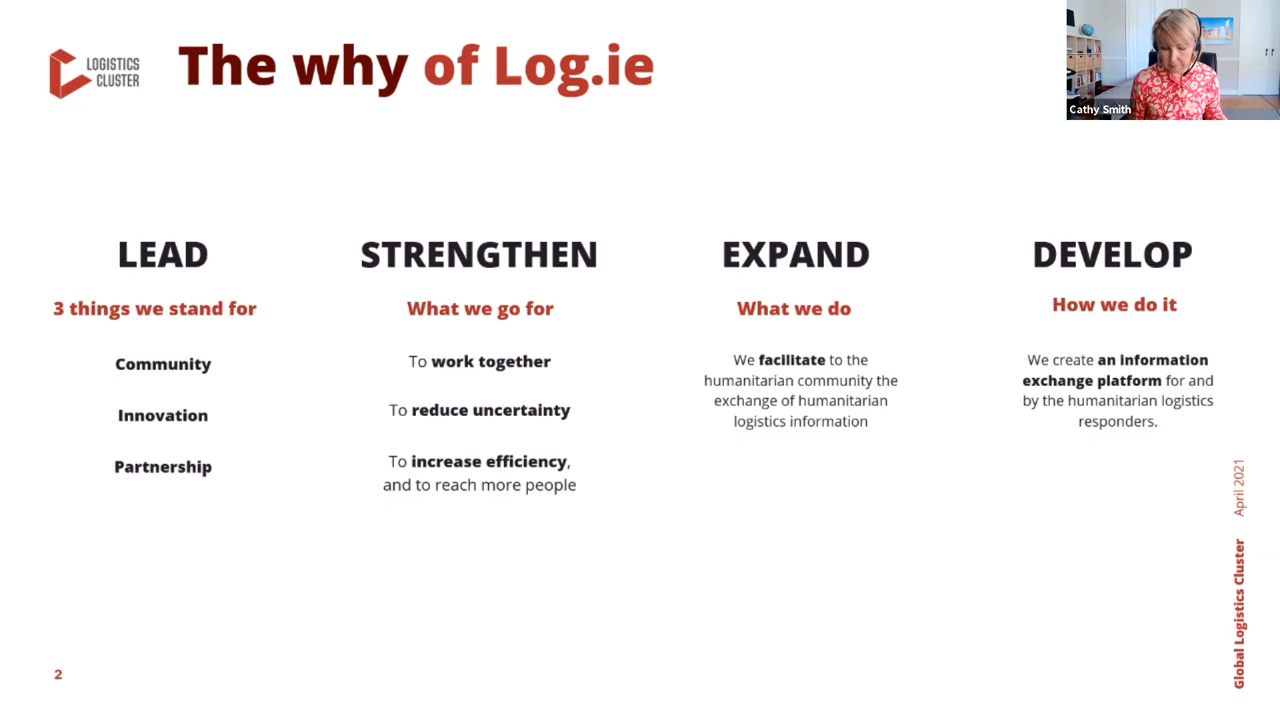 LOGISTICS
CLUSTER
The why of Log.ie
Cathy Smith
LEAD
3 things we stand for
Community
Innovation
Partnership
STRENGTHEN
What we go for
To work together
To reduce uncertainty
To increase efficiency,
and to reach more people
EXPAND
What we do
We facilitate to the
humanitarian community the
exchange of humanitarian
logistics information
DEVELOP
How we do it
We create an information
exchange platform for and
by the humanitarian logistics
responders.
Global Logistics Cluster April 2021
2